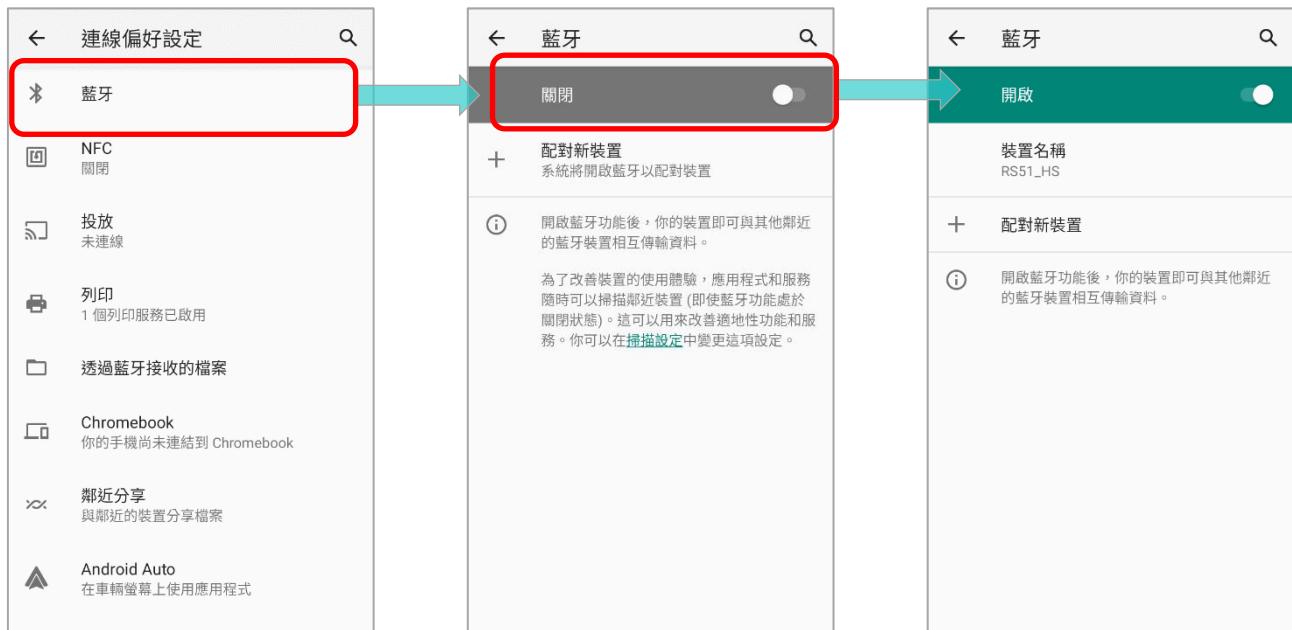 連線偏好設定
藍牙
NFC
關閉
投放
未連線
列印
1 個列印服務已啟用
透過藍牙接收的檔案
Chromebook
你的手機尚未連結到 Chromebook
鄰近分享
與鄰近的裝置分享檔案
Android Auto
在車輛螢幕上使用應用程式
藍牙
關閉
配對新裝置
系統將開啟藍牙以配對裝置
開啟藍牙功能後，你的裝置即可與其他鄰近
的藍牙裝置相互傳輸資料。
為了改善裝置的使用體驗，應用程式和服務
隨時可以掃描鄰近裝置 (即使藍牙功能處於
關閉狀態)。這可以用來改善適地性功能和服
務。你可以在掃描設定中變更這項設定。
藍牙
開啟
裝置名稱
RS51_HS
配對新裝置
開啟藍牙功能後，你的裝置即可與其他鄰近
的藍牙裝置相互傳輸資料。